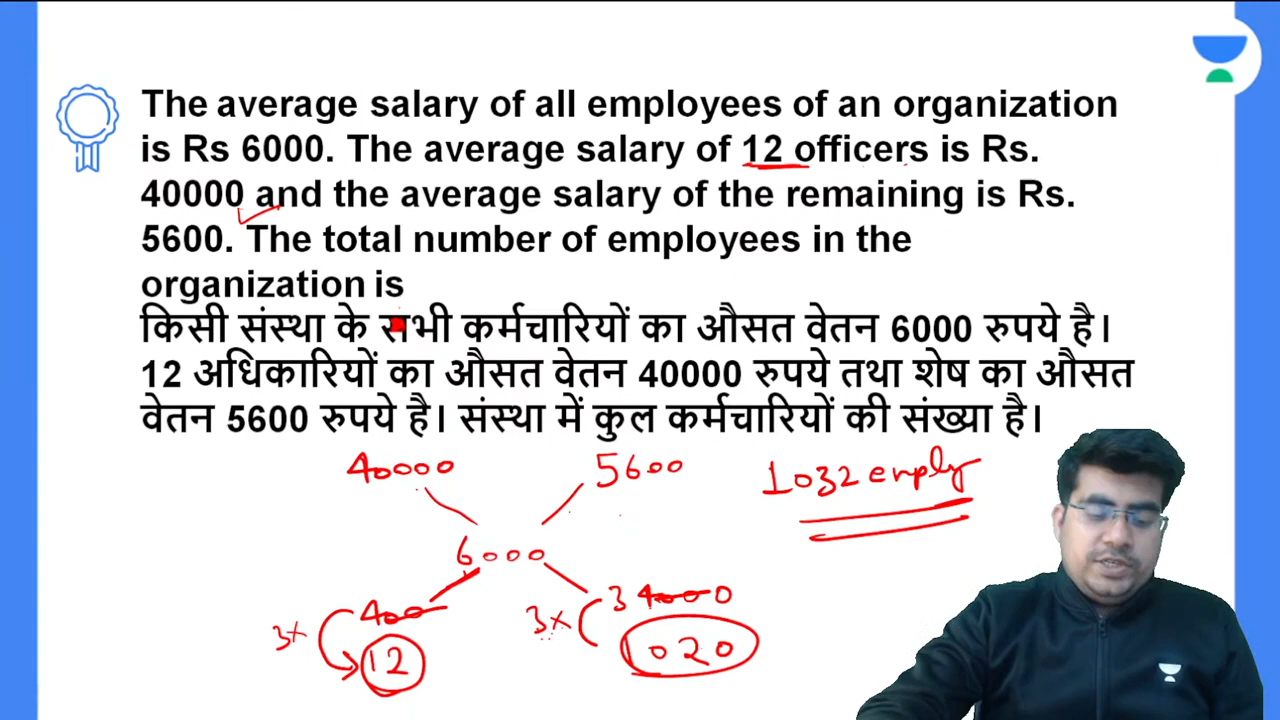 The average salary of all employees of an organization
is Rs 6000. The average salary of 12 officers is Rs.
40000 and the average salary of the remaining is Rs.
5600. The total number of employees in the
organization is
किसी संस्था के सभी कर्मचारियों का औसत वेतन 6000 रुपये है।
12 अधिकारियों का औसत वेतन 40000 रुपये तथा शेष का औसत
वेतन 5600 रुपये है। संस्था में कुल कर्मचारियों की संख्या है।
40000 5600 1032 emply
6000
400 34000
3x 3x
12 1020